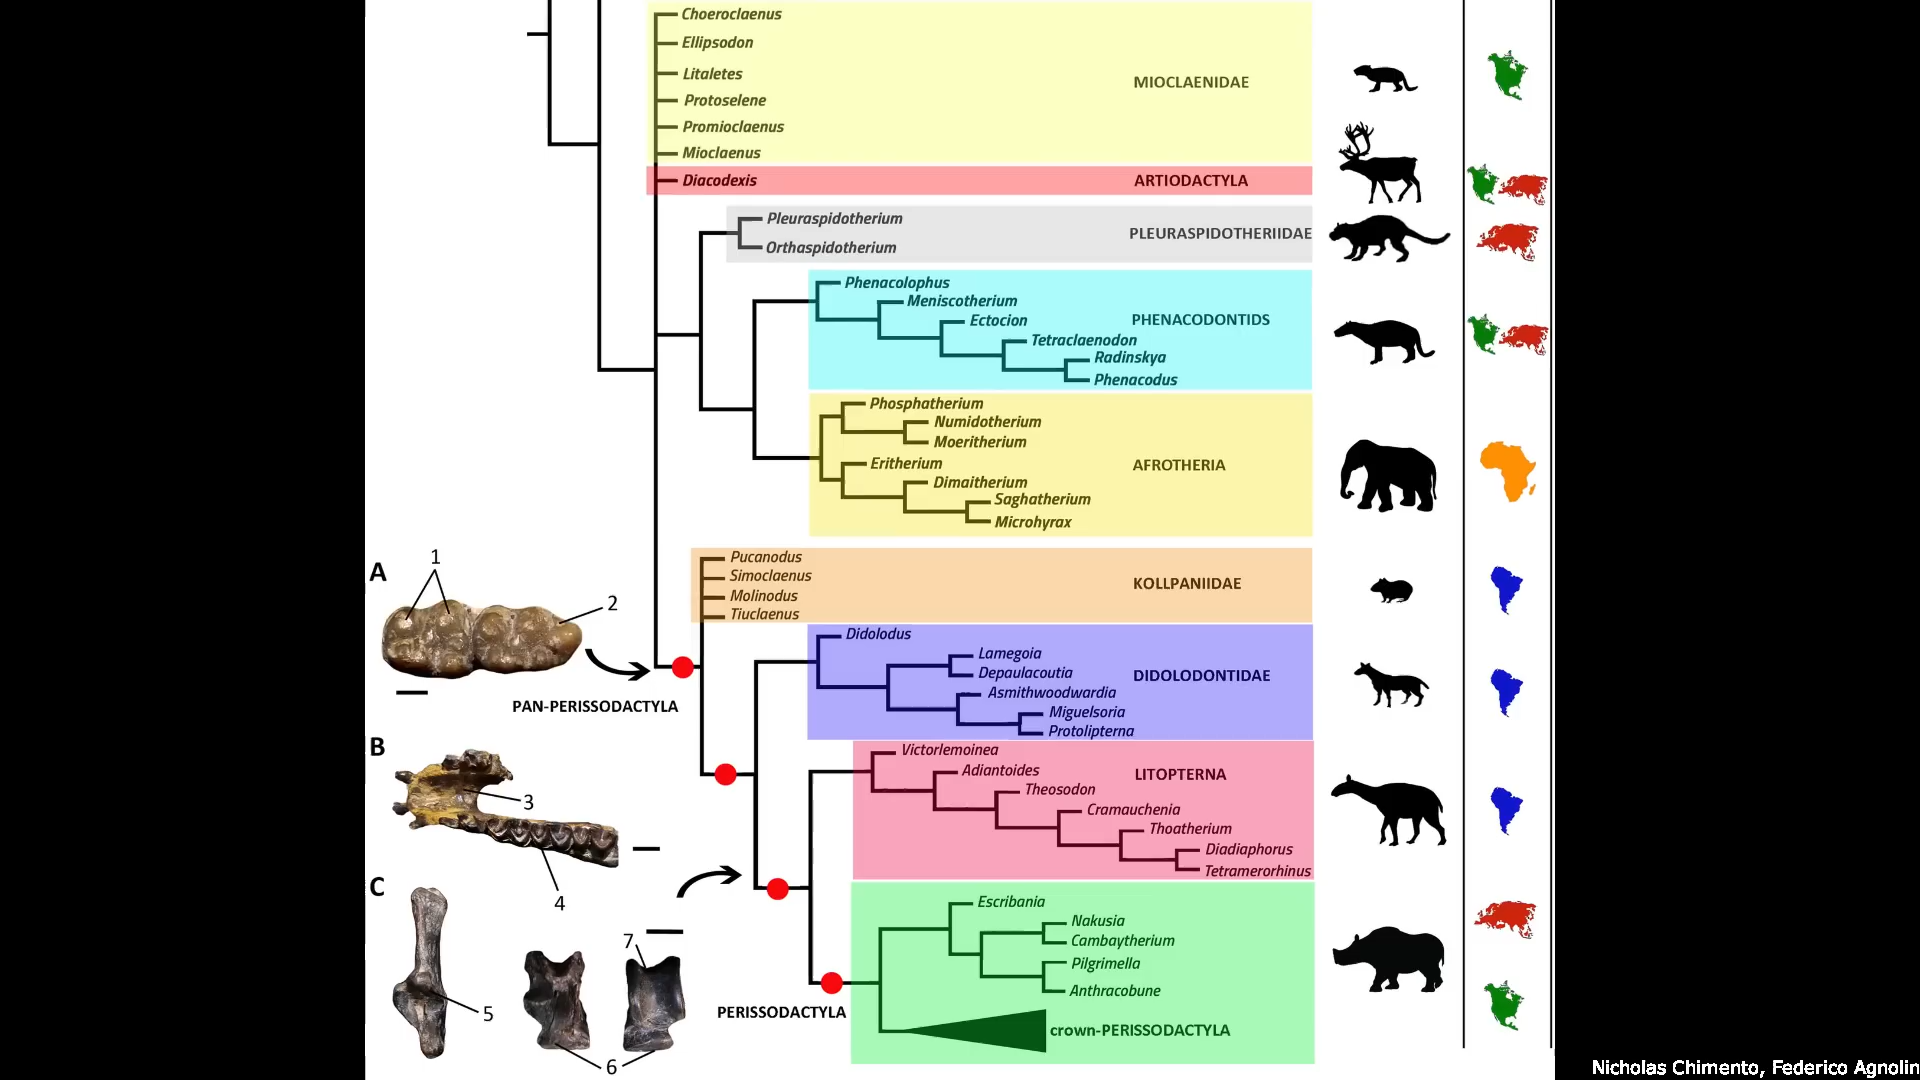 Choeroclaenus
Ellipsodon
Litaletes
MIOCLAENIDAE
Protoselene
Promioclaenus
Mioclaenus
Diacodexis
ARTIODACTYLA
Pleuraspidotherium
PLEURASPIDOTHERIIDAE
Orthaspidotherium
Phenacolophus
Meniscotherium
Ectocion
PHENACODONTIDS
Tetraclaenodon
Radinskya
Phenacodus
Phosphatherium
Numidotherium
Moeritherium
Eritherium
AFROTHERIA
Dimaitherium
Saghatherium
Microhyrax
Pucanodus
Simoclaenus
KOLLPANIIDAE
Molinodus
Tiuclaenus
A
1
2
PAN-PERISSODACTYLA
Didolodus
Lamegoia
Depaulacoutia
DIDOLODONTIDAE
Asmithwoodwardia
Miguelsoria
Protolipterna
B
3
4
Victorlemoinea
Adiantoides
LITOPTERNA
Theosodon
Cramauchenia
Thoatherium
Diadiaphorus
Tetramerorhinus
C
5
7
6
Escribania
Nakusia
Cambaytherium
Pilgrimella
Anthracobune
PERISSODACTYLA
crown-PERISSODACTYLA
Nicholas Chimento, Federico Agnolin